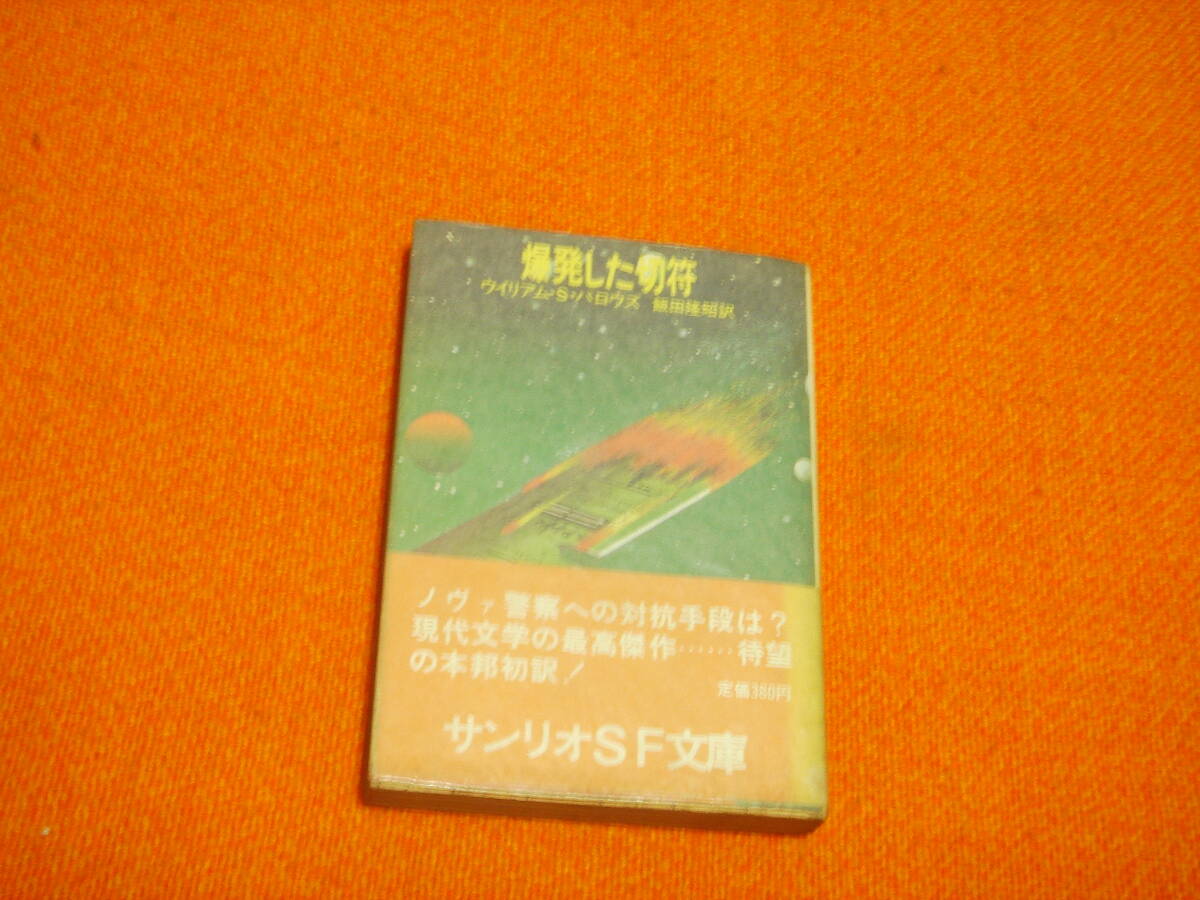 爆発した切符
ウイリアム・S・バロウズ 飯田隆昭訳
ノヴァ警察への対抗手段は?
現代文学の最高傑作……待望
の本邦初訳!
定価380円
サンリオSF文庫